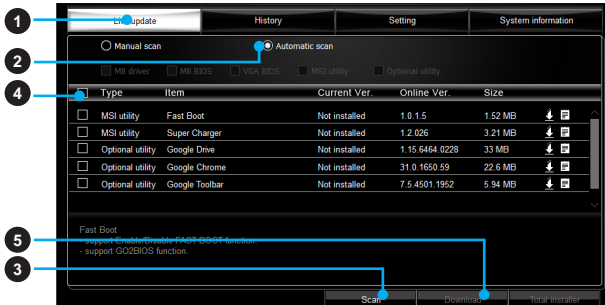 1
Live update History Setting System information
Manual scan Automatic scan
2
MB driver MB BIOS VGA BIOS MSI utility Optional utility
4
Type Item Current Ver. Online Ver. Size
MSI utility Fast Boot Not installed 1.0.1.5 1.52 MB
MSI utility Super Charger Not installed 1.2.026 3.21 MB
Optional utility Google Drive Not installed 1.15.6464.0228 33 MB
Optional utility Google Chrome Not installed 31.0.1650.59 22.6 MB
Optional utility Google Toolbar Not installed 7.5.4501.1952 5.94 MB
Fast Boot
5
- support Enable/Disable FAST BOOT function.
- support GO2BIOS function.
3
Scan Download Total installer